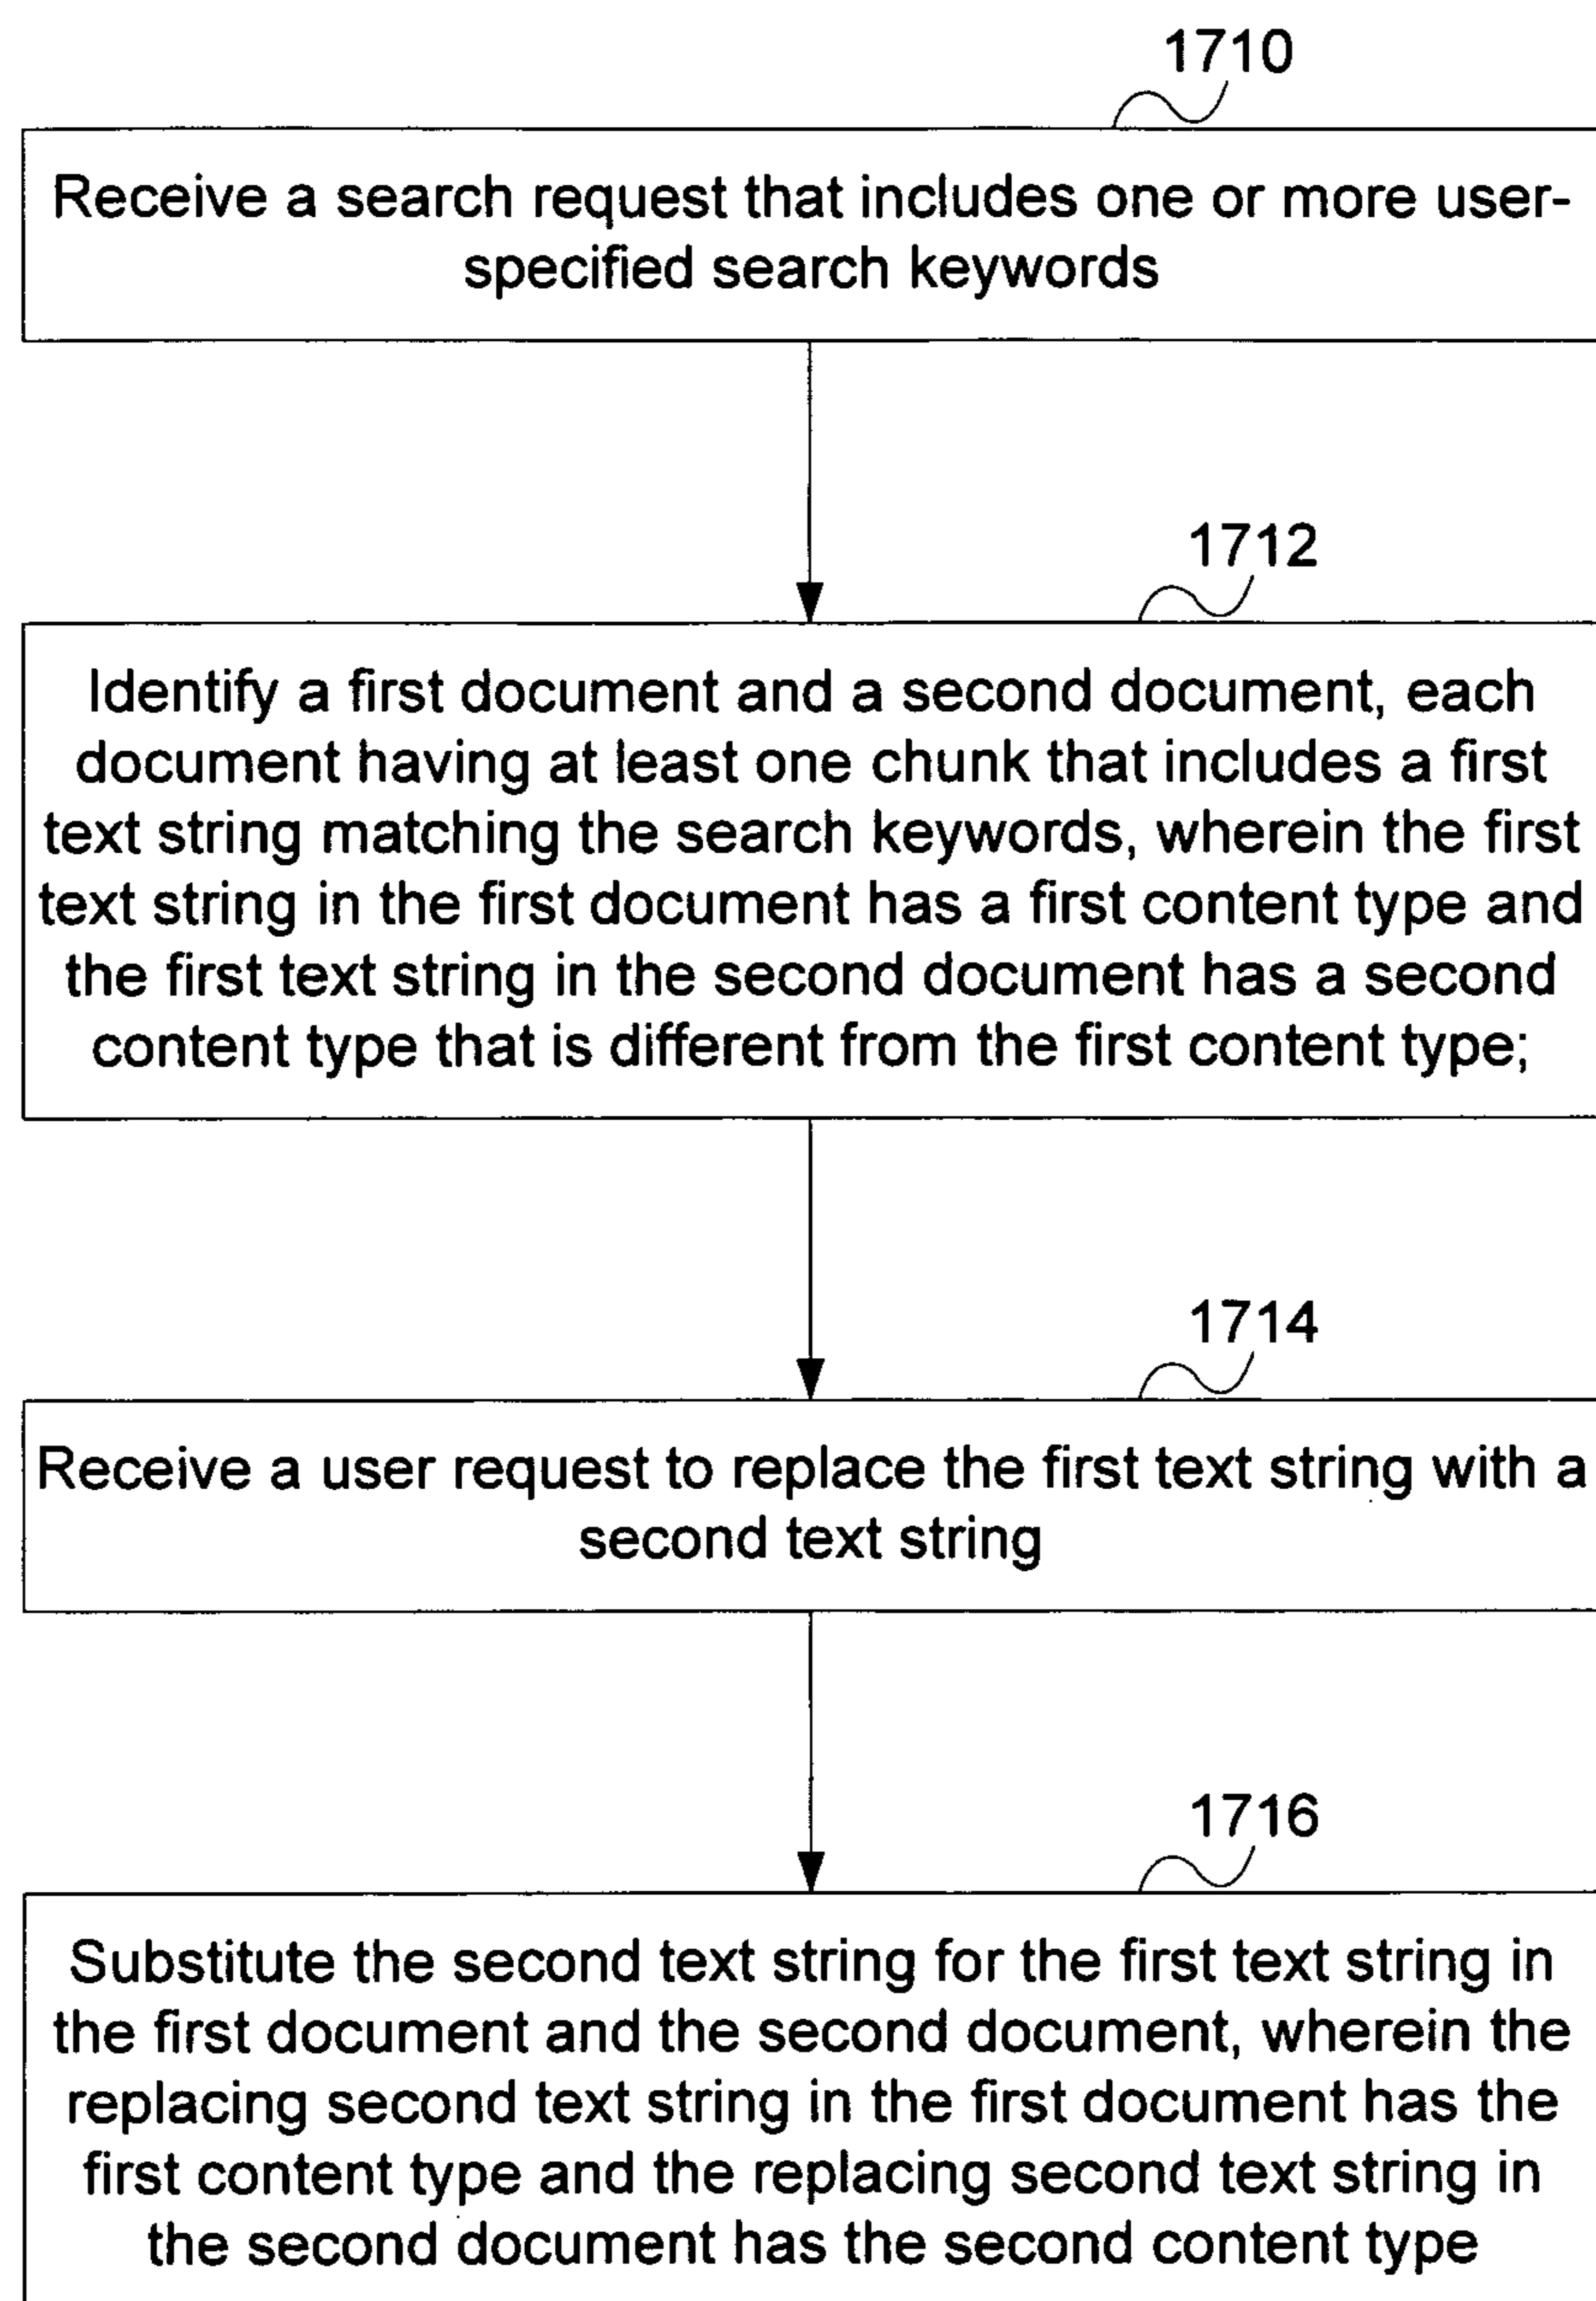 1710
Receive a search request that includes one or more user-
specified search keywords
1712
Identify a first document and a second document, each
document having at least one chunk that includes a first
text string matching the search keywords, wherein the first
text string in the first document has a first content type and
the first text string in the second document has a second
content type that is different from the first content type;
1714
Receive a user request to replace the first text string with a
second text string
1716
Substitute the second text string for the first text string in
the first document and the second document, wherein the
replacing second text string in the first document has the
first content type and the replacing second text string in
the second document has the second content type